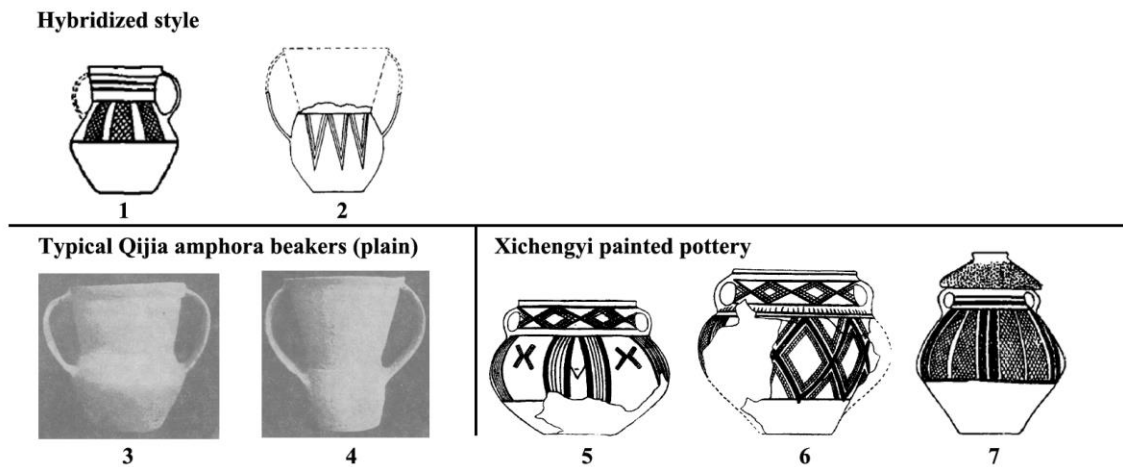 Hybridized style
1 2
Typical Qijia amphora beakers (plain)
3 4
Xichengyi painted pottery
5 6 7